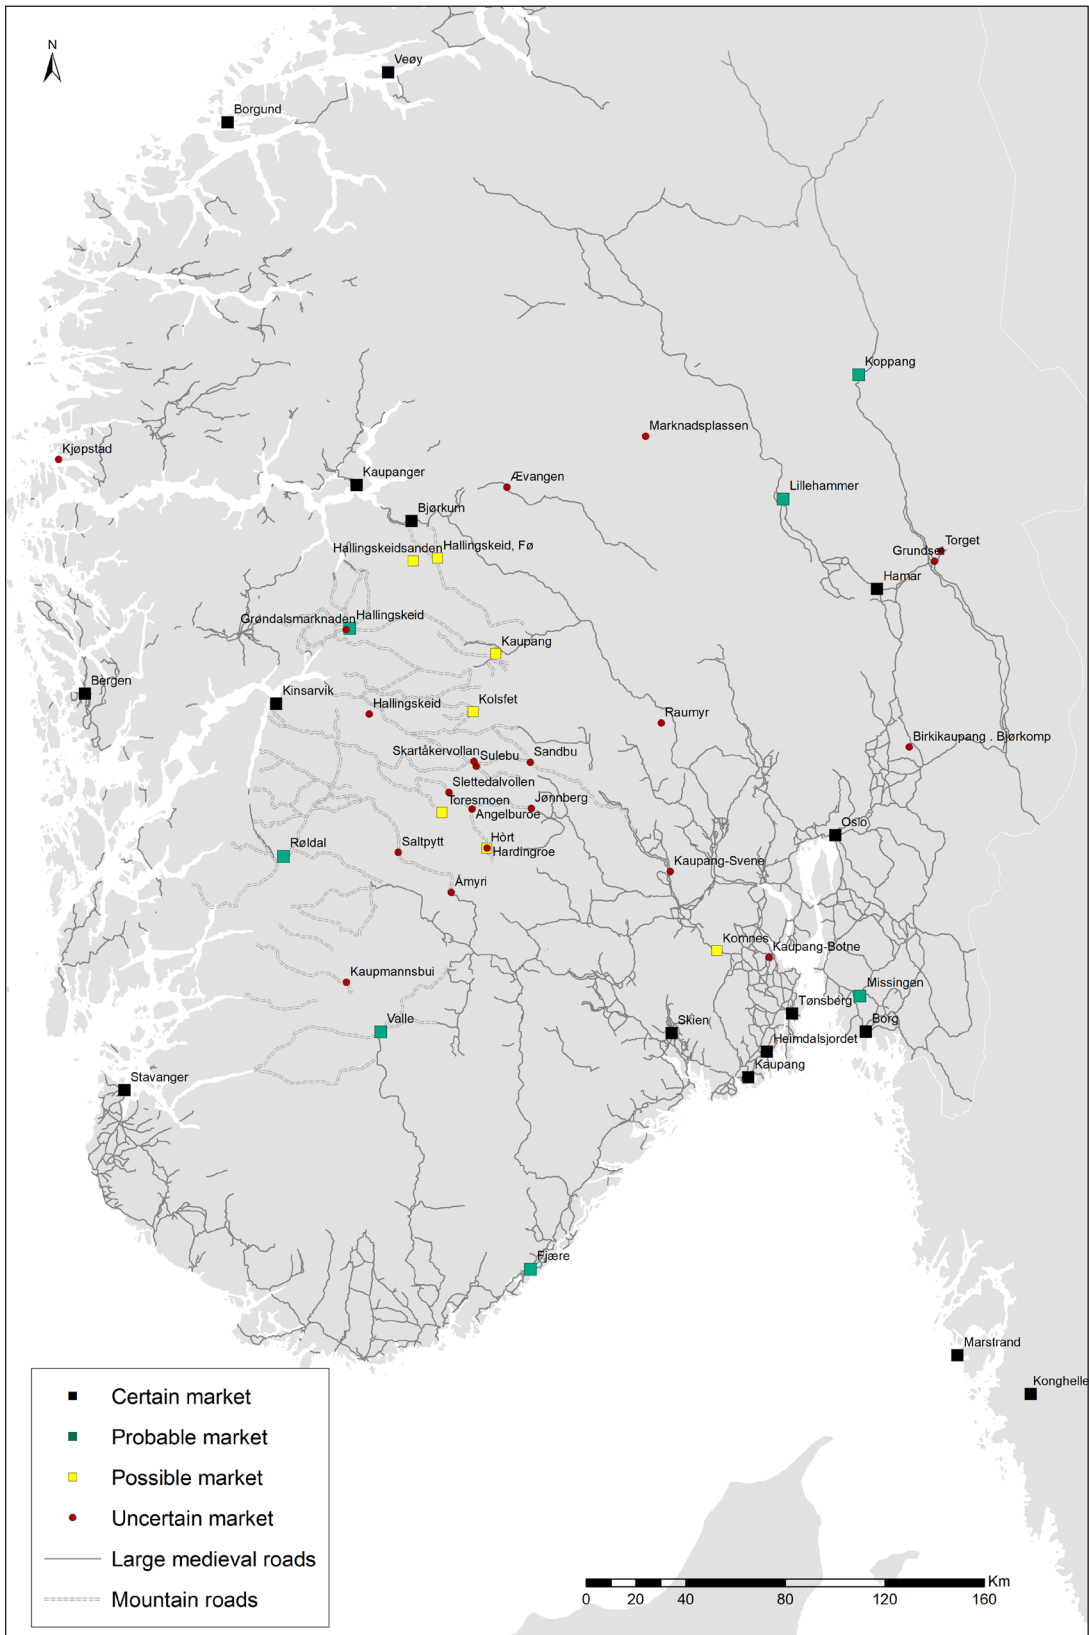 N
Veøy
Borgund
Koppang
Marknadsplassen
Kjøpstad
Kaupanger
Ævangen
Lillehammer
Bjørkum
Hallingskeidsanden
Hallingskeid, Fø
Torget
Grundset
Hamar
Grøndalsmarknaden
Hallingskeid
Kaupang
Bergen
Kinsarvik
Hallingskeid
Kolsfet
Raumyr
Birkikaupang . Bjørkomp
Skartåkervollan
Sulebu
Sandbu
Slettedalvollen
Toresmoen
Angelburoe
Jønnberg
Oslo
Røldal
Saltpytt
Hòrt
Hardingroe
Kaupang-Svene
Åmyri
Komnes
Kaupang-Botne
Kaupmannsbui
Missingen
Valle
Skien
Tønsberg
Borg
Heimdalsjordet
Kaupang
Stavanger
Fjære
Marstrand
Konghelle
Certain market
Probable market
Possible market
Uncertain market
Large medieval roads
Mountain roads
Km
0 20 40 80 120 160